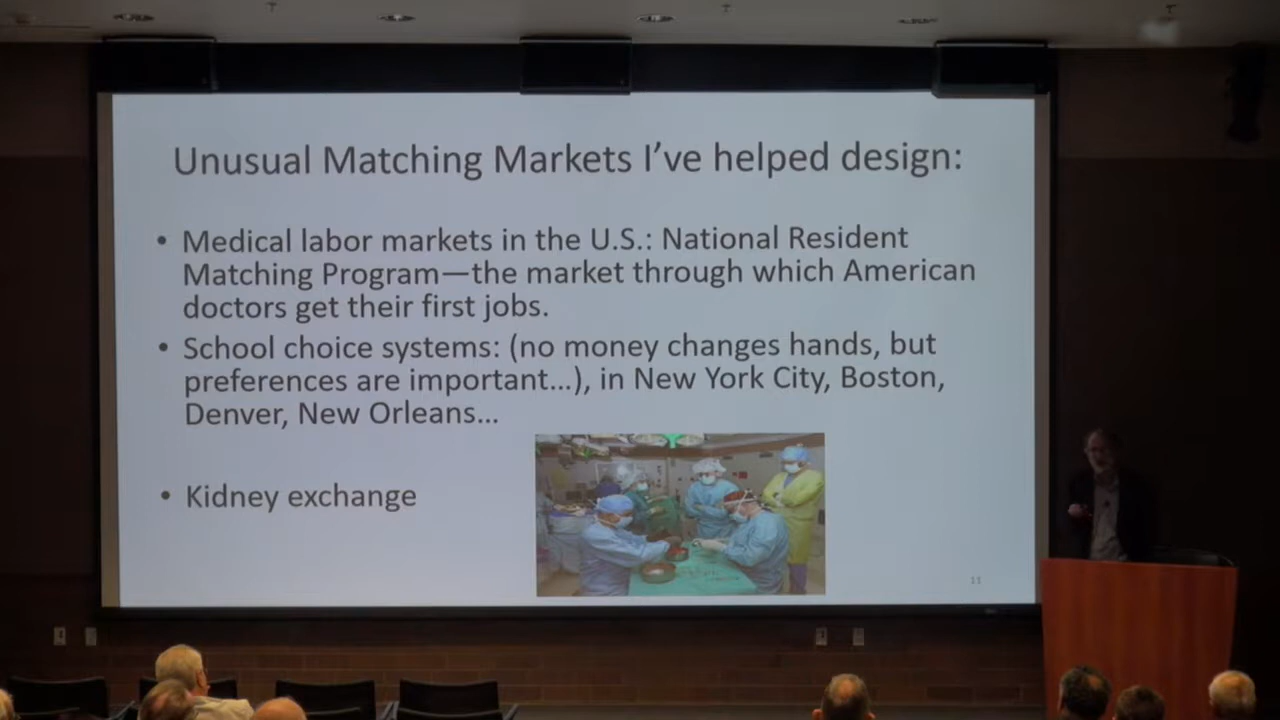 Unusual Matching Markets I've helped design:
• Medical labor markets in the U.S.: National Resident
Matching Program—the market through which American
doctors get their first jobs.
• School choice systems: (no money changes hands, but
preferences are important…), in New York City, Boston,
Denver, New Orleans…
• Kidney exchange
11